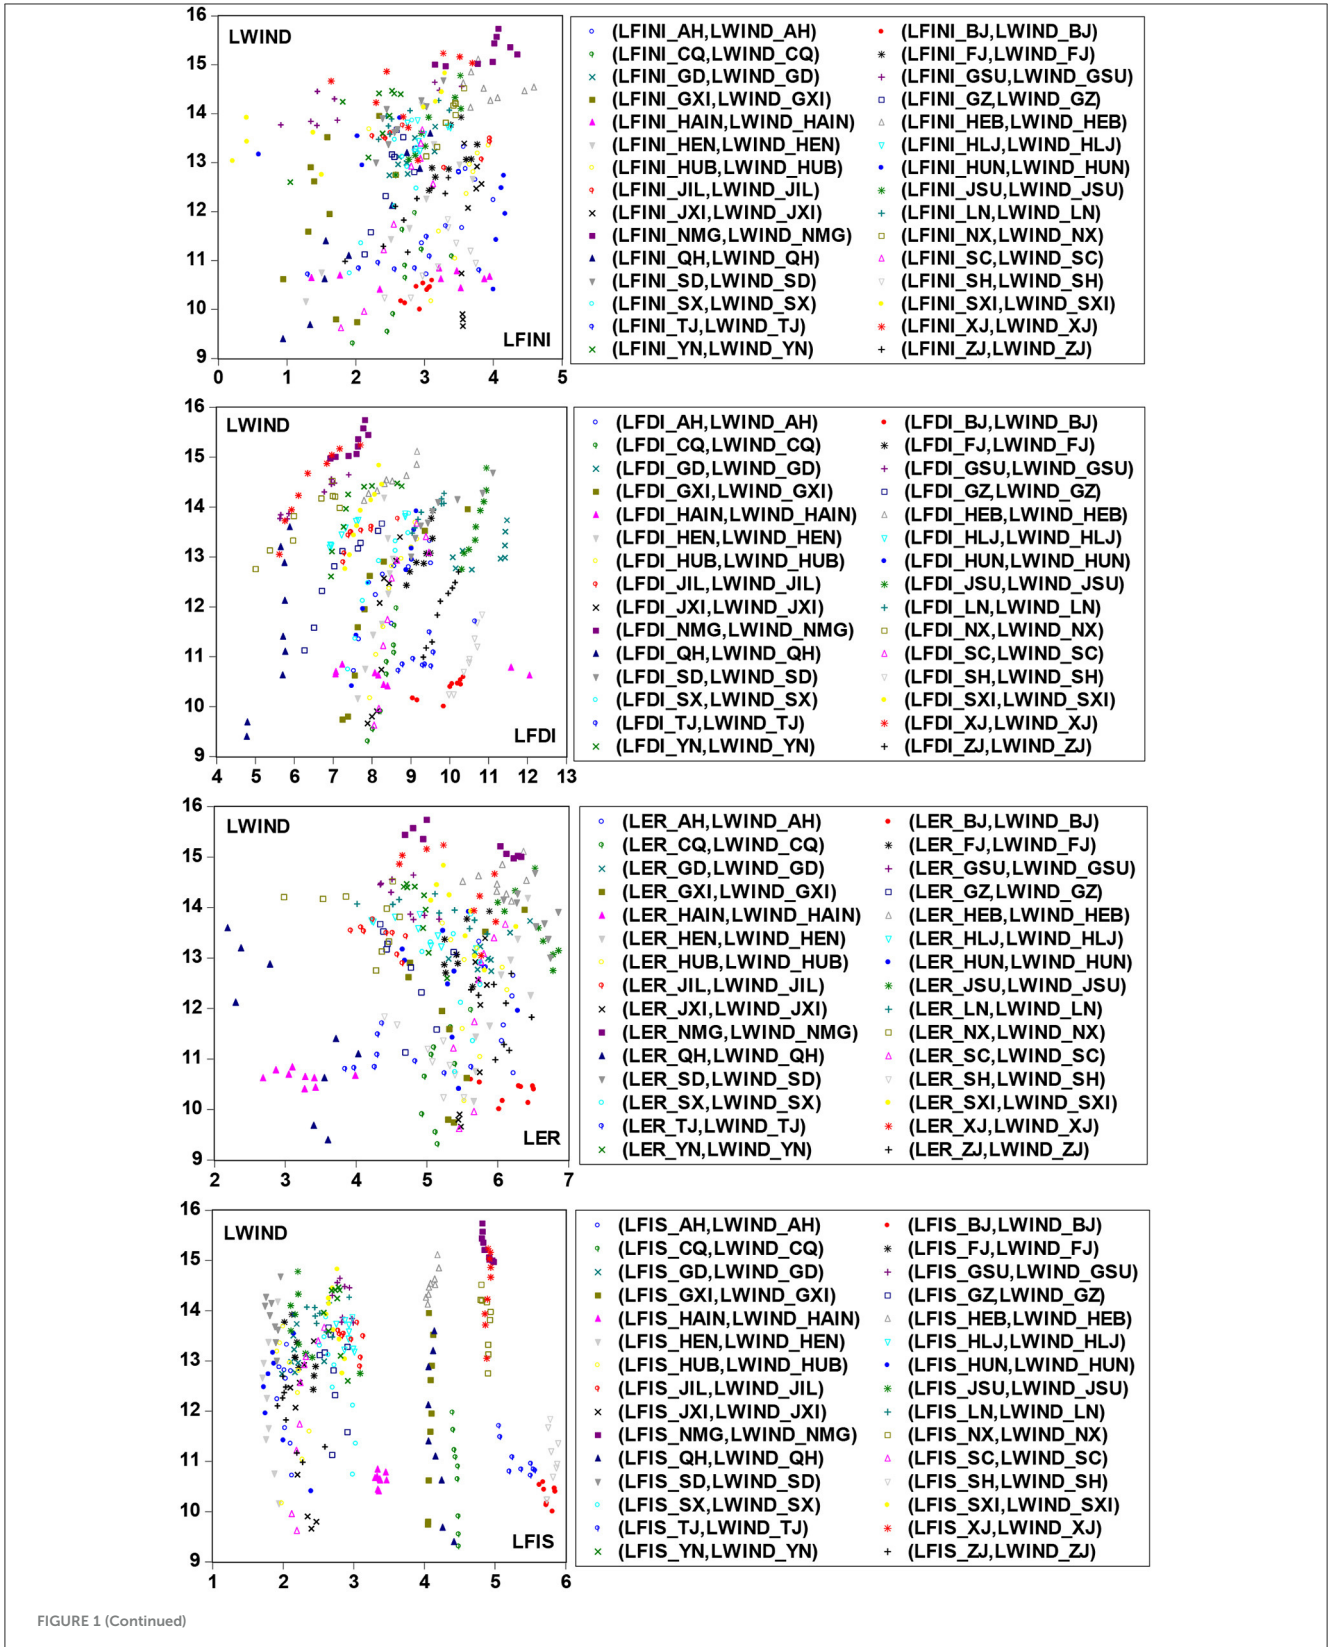 16
15
14
13
12
11
10
9
LWIND
LFINI
0 1 2 3 4 5
(LFINI_AH,LWIND_AH) (LFINI_BJ,LWIND_BJ)
(LFINI_CQ,LWIND_CQ) (LFINI_FJ,LWIND_FJ)
(LFINI_GD,LWIND_GD) (LFINI_GSU,LWIND_GSU)
(LFINI_GXI,LWIND_GXI) (LFINI_GZ,LWIND_GZ)
(LFINI_HAIN,LWIND_HAIN) (LFINI_HEB,LWIND_HEB)
(LFINI_HEN,LWIND_HEN) (LFINI_HLJ,LWIND_HLJ)
(LFINI_HUB,LWIND_HUB) (LFINI_HUN,LWIND_HUN)
(LFINI_JIL,LWIND_JIL) (LFINI_JSU,LWIND_JSU)
(LFINI_JXI,LWIND_JXI) (LFINI_LN,LWIND_LN)
(LFINI_NMG,LWIND_NMG) (LFINI_NX,LWIND_NX)
(LFINI_QH,LWIND_QH) (LFINI_SC,LWIND_SC)
(LFINI_SD,LWIND_SD) (LFINI_SH,LWIND_SH)
(LFINI_SX,LWIND_SX) (LFINI_SXI,LWIND_SXI)
(LFINI_TJ,LWIND_TJ) (LFINI_XJ,LWIND_XJ)
(LFINI_YN,LWIND_YN) (LFINI_ZJ,LWIND_ZJ)
16
15
14
13
12
11
10
9
LWIND
LFDI
4 5 6 7 8 9 10 11 12 13
(LFDI_AH,LWIND_AH) (LFDI_BJ,LWIND_BJ)
(LFDI_CQ,LWIND_CQ) (LFDI_FJ,LWIND_FJ)
(LFDI_GD,LWIND_GD) (LFDI_GSU,LWIND_GSU)
(LFDI_GXI,LWIND_GXI) (LFDI_GZ,LWIND_GZ)
(LFDI_HAIN,LWIND_HAIN) (LFDI_HEB,LWIND_HEB)
(LFDI_HEN,LWIND_HEN) (LFDI_HLJ,LWIND_HLJ)
(LFDI_HUB,LWIND_HUB) (LFDI_HUN,LWIND_HUN)
(LFDI_JIL,LWIND_JIL) (LFDI_JSU,LWIND_JSU)
(LFDI_JXI,LWIND_JXI) (LFDI_LN,LWIND_LN)
(LFDI_NMG,LWIND_NMG) (LFDI_NX,LWIND_NX)
(LFDI_QH,LWIND_QH) (LFDI_SC,LWIND_SC)
(LFDI_SD,LWIND_SD) (LFDI_SH,LWIND_SH)
(LFDI_SX,LWIND_SX) (LFDI_SXI,LWIND_SXI)
(LFDI_TJ,LWIND_TJ) (LFDI_XJ,LWIND_XJ)
(LFDI_YN,LWIND_YN) (LFDI_ZJ,LWIND_ZJ)
16
15
14
13
12
11
10
9
LWIND
LER
2 3 4 5 6 7
(LER_AH,LWIND_AH) (LER_BJ,LWIND_BJ)
(LER_CQ,LWIND_CQ) (LER_FJ,LWIND_FJ)
(LER_GD,LWIND_GD) (LER_GSU,LWIND_GSU)
(LER_GXI,LWIND_GXI) (LER_GZ,LWIND_GZ)
(LER_HAIN,LWIND_HAIN) (LER_HEB,LWIND_HEB)
(LER_HEN,LWIND_HEN) (LER_HLJ,LWIND_HLJ)
(LER_HUB,LWIND_HUB) (LER_HUN,LWIND_HUN)
(LER_JIL,LWIND_JIL) (LER_JSU,LWIND_JSU)
(LER_JXI,LWIND_JXI) (LER_LN,LWIND_LN)
(LER_NMG,LWIND_NMG) (LER_NX,LWIND_NX)
(LER_QH,LWIND_QH) (LER_SC,LWIND_SC)
(LER_SD,LWIND_SD) (LER_SH,LWIND_SH)
(LER_SX,LWIND_SX) (LER_SXI,LWIND_SXI)
(LER_TJ,LWIND_TJ) (LER_XJ,LWIND_XJ)
(LER_YN,LWIND_YN) (LER_ZJ,LWIND_ZJ)
16
15
14
13
12
11
10
9
LWIND
LFIS
1 2 3 4 5 6
(LFIS_AH,LWIND_AH) (LFIS_BJ,LWIND_BJ)
(LFIS_CQ,LWIND_CQ) (LFIS_FJ,LWIND_FJ)
(LFIS_GD,LWIND_GD) (LFIS_GSU,LWIND_GSU)
(LFIS_GXI,LWIND_GXI) (LFIS_GZ,LWIND_GZ)
(LFIS_HAIN,LWIND_HAIN) (LFIS_HEB,LWIND_HEB)
(LFIS_HEN,LWIND_HEN) (LFIS_HLJ,LWIND_HLJ)
(LFIS_HUB,LWIND_HUB) (LFIS_HUN,LWIND_HUN)
(LFIS_JIL,LWIND_JIL) (LFIS_JSU,LWIND_JSU)
(LFIS_JXI,LWIND_JXI) (LFIS_LN,LWIND_LN)
(LFIS_NMG,LWIND_NMG) (LFIS_NX,LWIND_NX)
(LFIS_QH,LWIND_QH) (LFIS_SC,LWIND_SC)
(LFIS_SD,LWIND_SD) (LFIS_SH,LWIND_SH)
(LFIS_SX,LWIND_SX) (LFIS_SXI,LWIND_SXI)
(LFIS_TJ,LWIND_TJ) (LFIS_XJ,LWIND_XJ)
(LFIS_YN,LWIND_YN) (LFIS_ZJ,LWIND_ZJ)
FIGURE 1 (Continued)